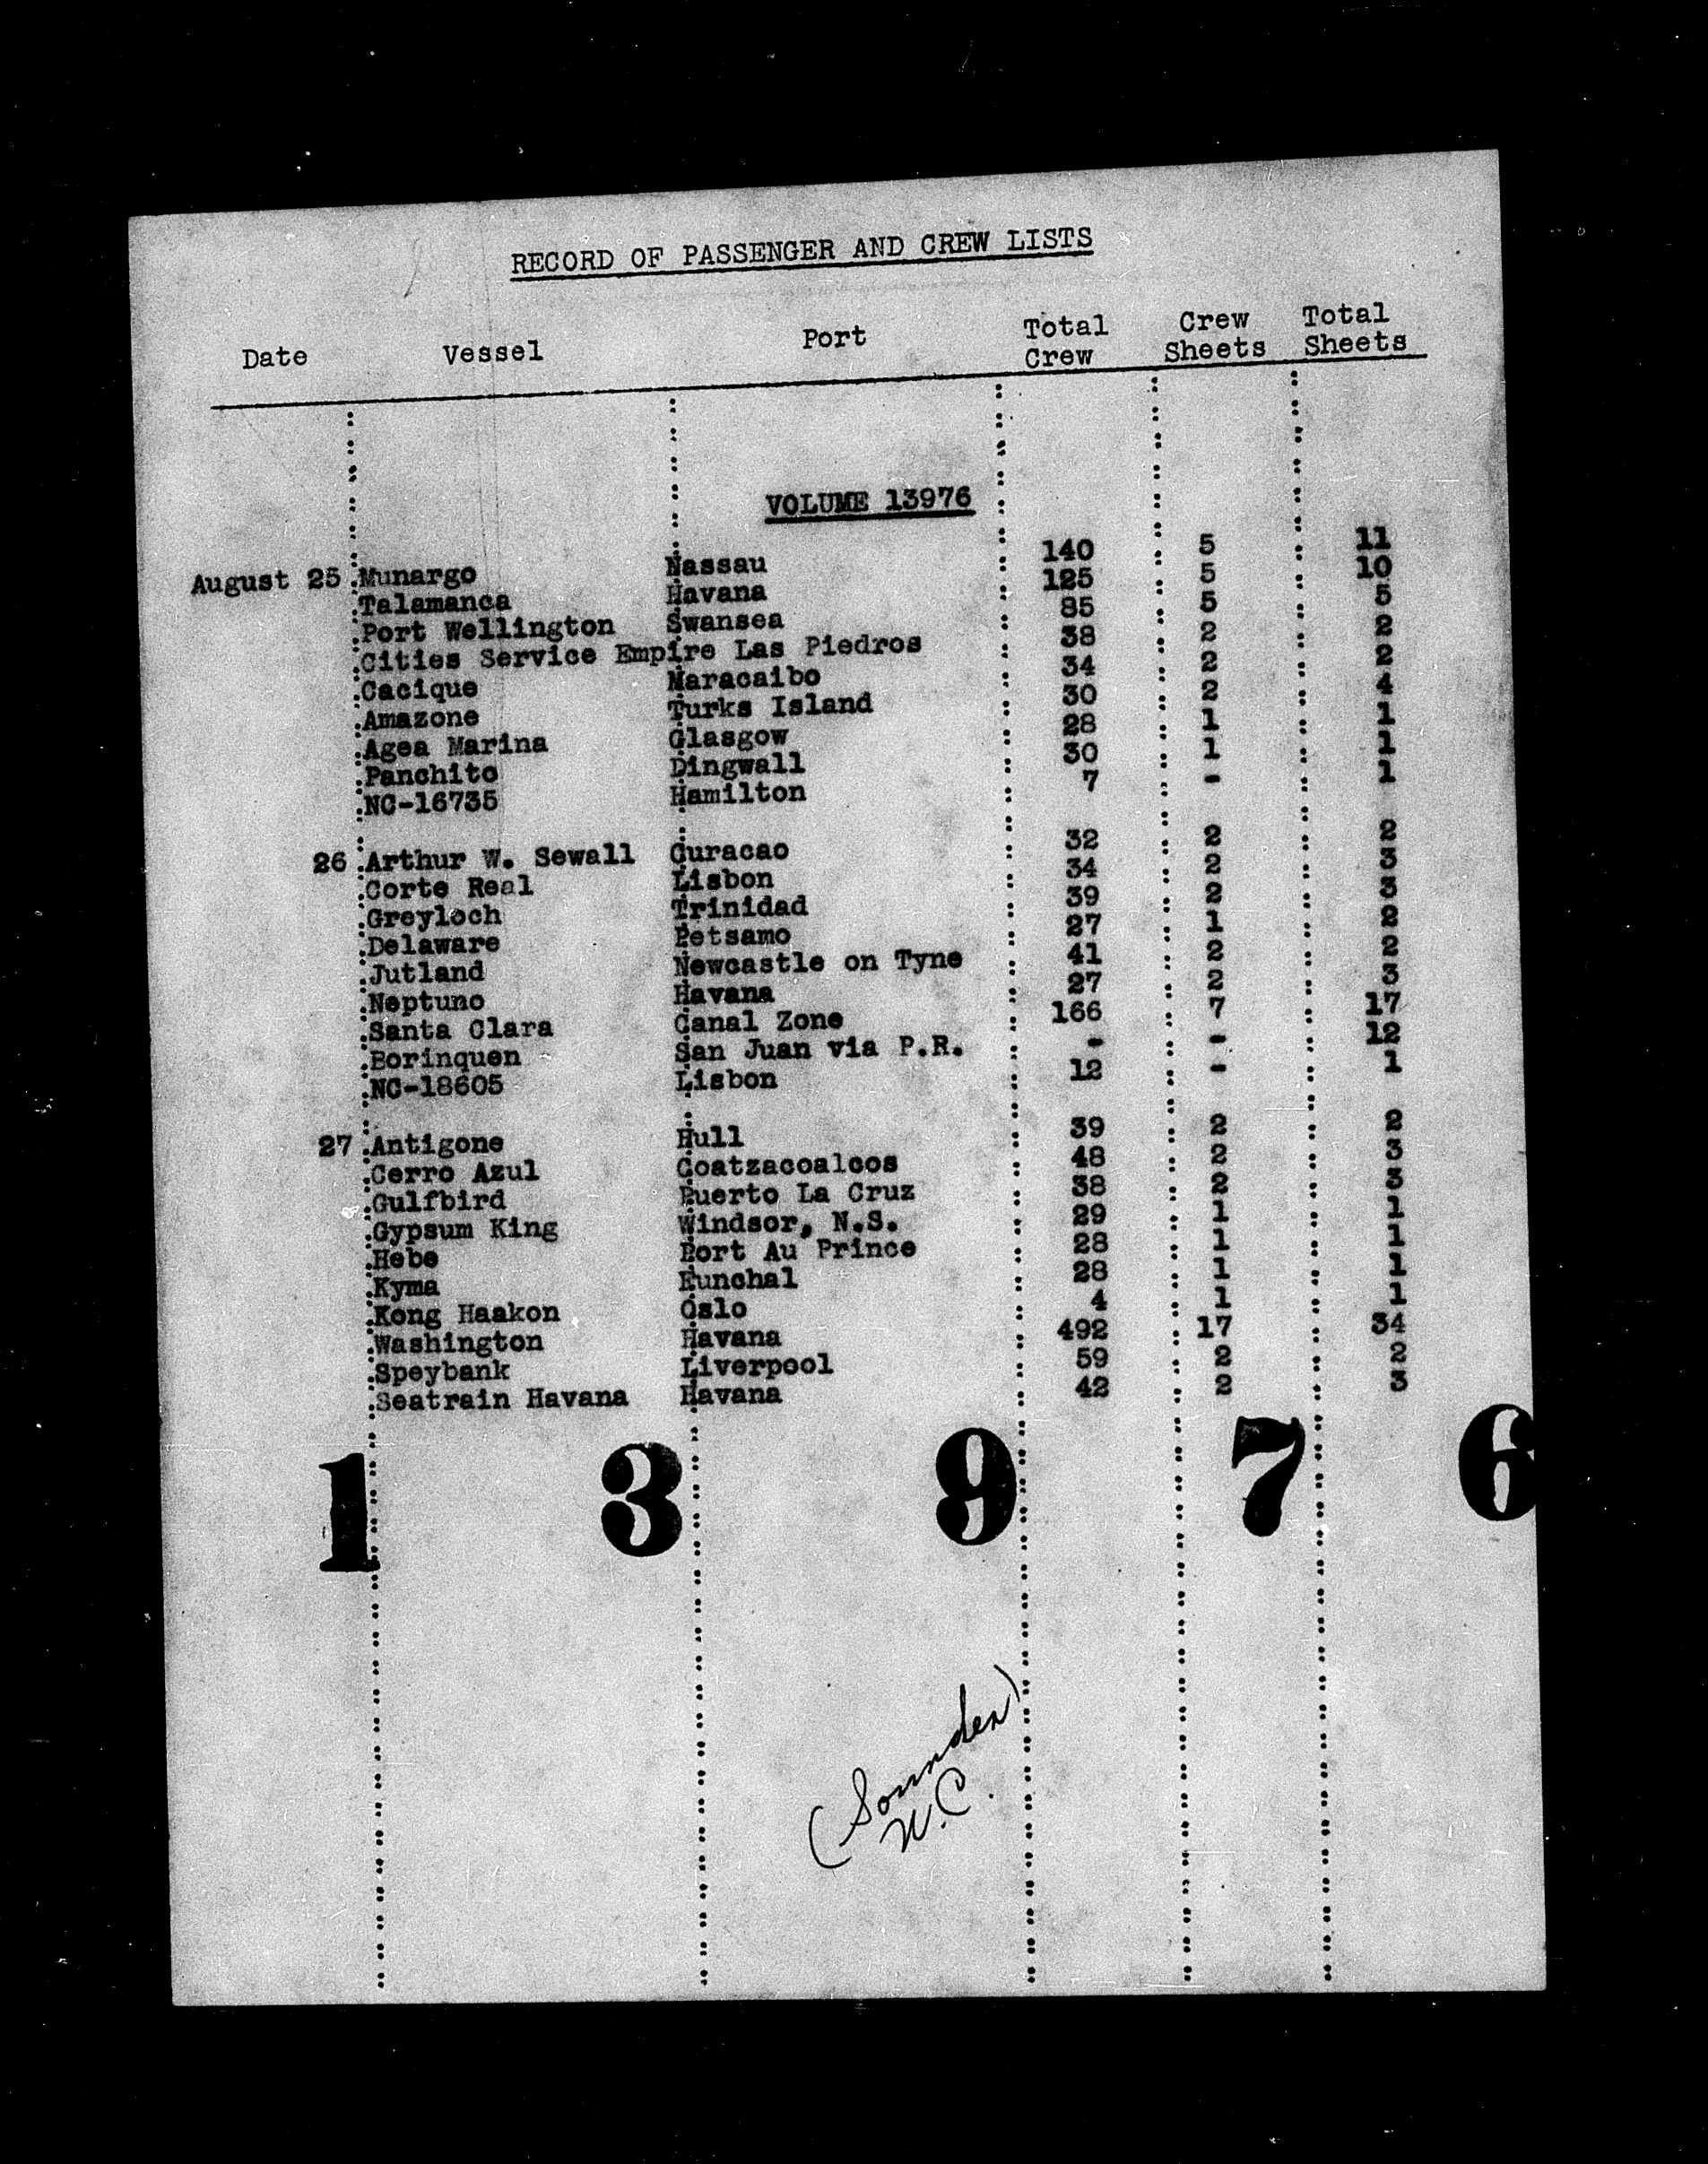 RECORD OF PASSENGER AND CREW LISTS
Date Vessel Port Total Crew Crew Sheets Total Sheets
VOLUME 13976
August 25 Munargo Nassau 140 5 11
Talamanca Havana 125 5 10
Port Wellington Swansea 85 5 5
Cities Service Empire Las Piedros 38 2 2
Cacique Maracaibo 34 2 2
Amazone Turks Island 30 2 4
Agea Marina Glasgow 28 1 1
Panchito Dingwall 30 1 1
NC-16735 Hamilton 7 - 1
26 Arthur W. Sewall Curacao 32 2 2
Corte Real Lisbon 34 2 3
Greyloch Trinidad 39 2 3
Delaware Petsamo 27 1 2
Jutland Newcastle on Tyne 41 2 2
Neptuno Havana 27 2 3
Santa Clara Canal Zone 166 7 17
Borinquen San Juan via P.R. - - 12
NC-18605 Lisbon 12 - 1
27 Antigone Hull 39 2 2
Cerro Azul Coatzacoalcos 48 2 3
Gulfbird Puerto La Cruz 38 2 3
Gypsum King Windsor, N.S. 29 1 1
Hebe Port Au Prince 28 1 1
Kyma Funchal 28 1 1
Kong Haakon Oslo 4 1 1
Washington Havana 492 17 34
Speybank Liverpool 59 2 2
Seatrain Havana Havana 42 2 3
1 3 9 7 6